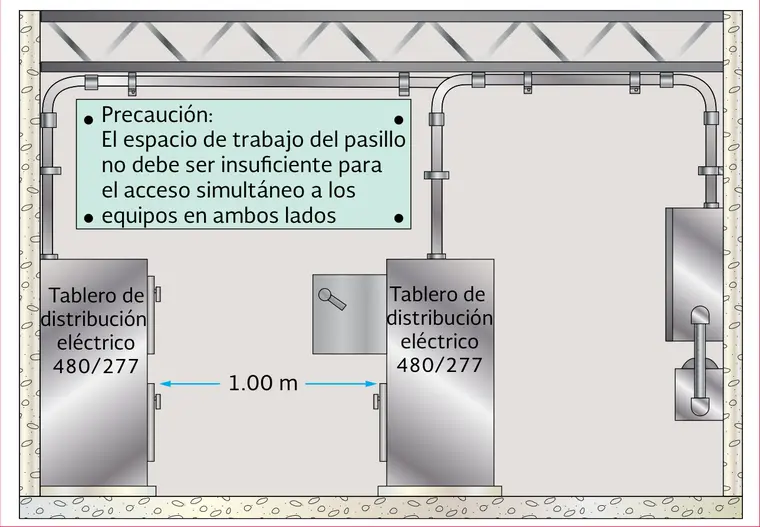 Precaución:
El espacio de trabajo del pasillo
no debe ser insuficiente para
el acceso simultáneo a los
equipos en ambos lados
Tablero de
distribución
eléctrico
480/277
1.00 m
Tablero de
distribución
eléctrico
480/277